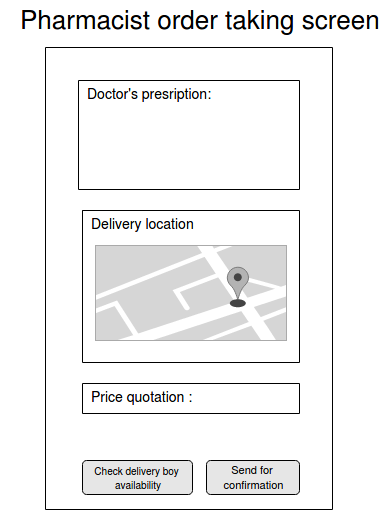 Pharmacist order taking screen
Doctor's presription:
Delivery location
Price quotation :
Check delivery boy
availability
Send for
confirmation